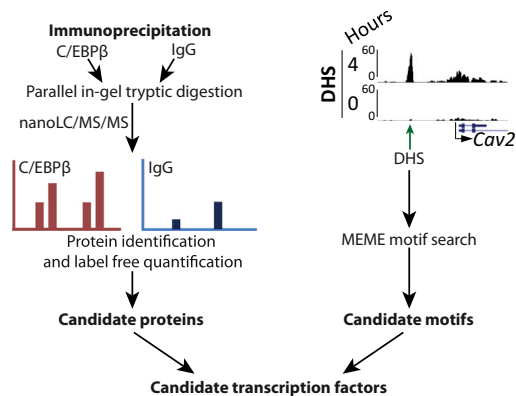 Immunoprecipitation
C/EBPβ
IgG
Parallel in-gel tryptic digestion
nanoLC/MS/MS
C/EBPβ
IgG
Protein identification
and label free quantification
Candidate proteins
Hours
DHS
4
60
0
0
60
0
Cav2
DHS
MEME motif search
Candidate motifs
Candidate transcription factors